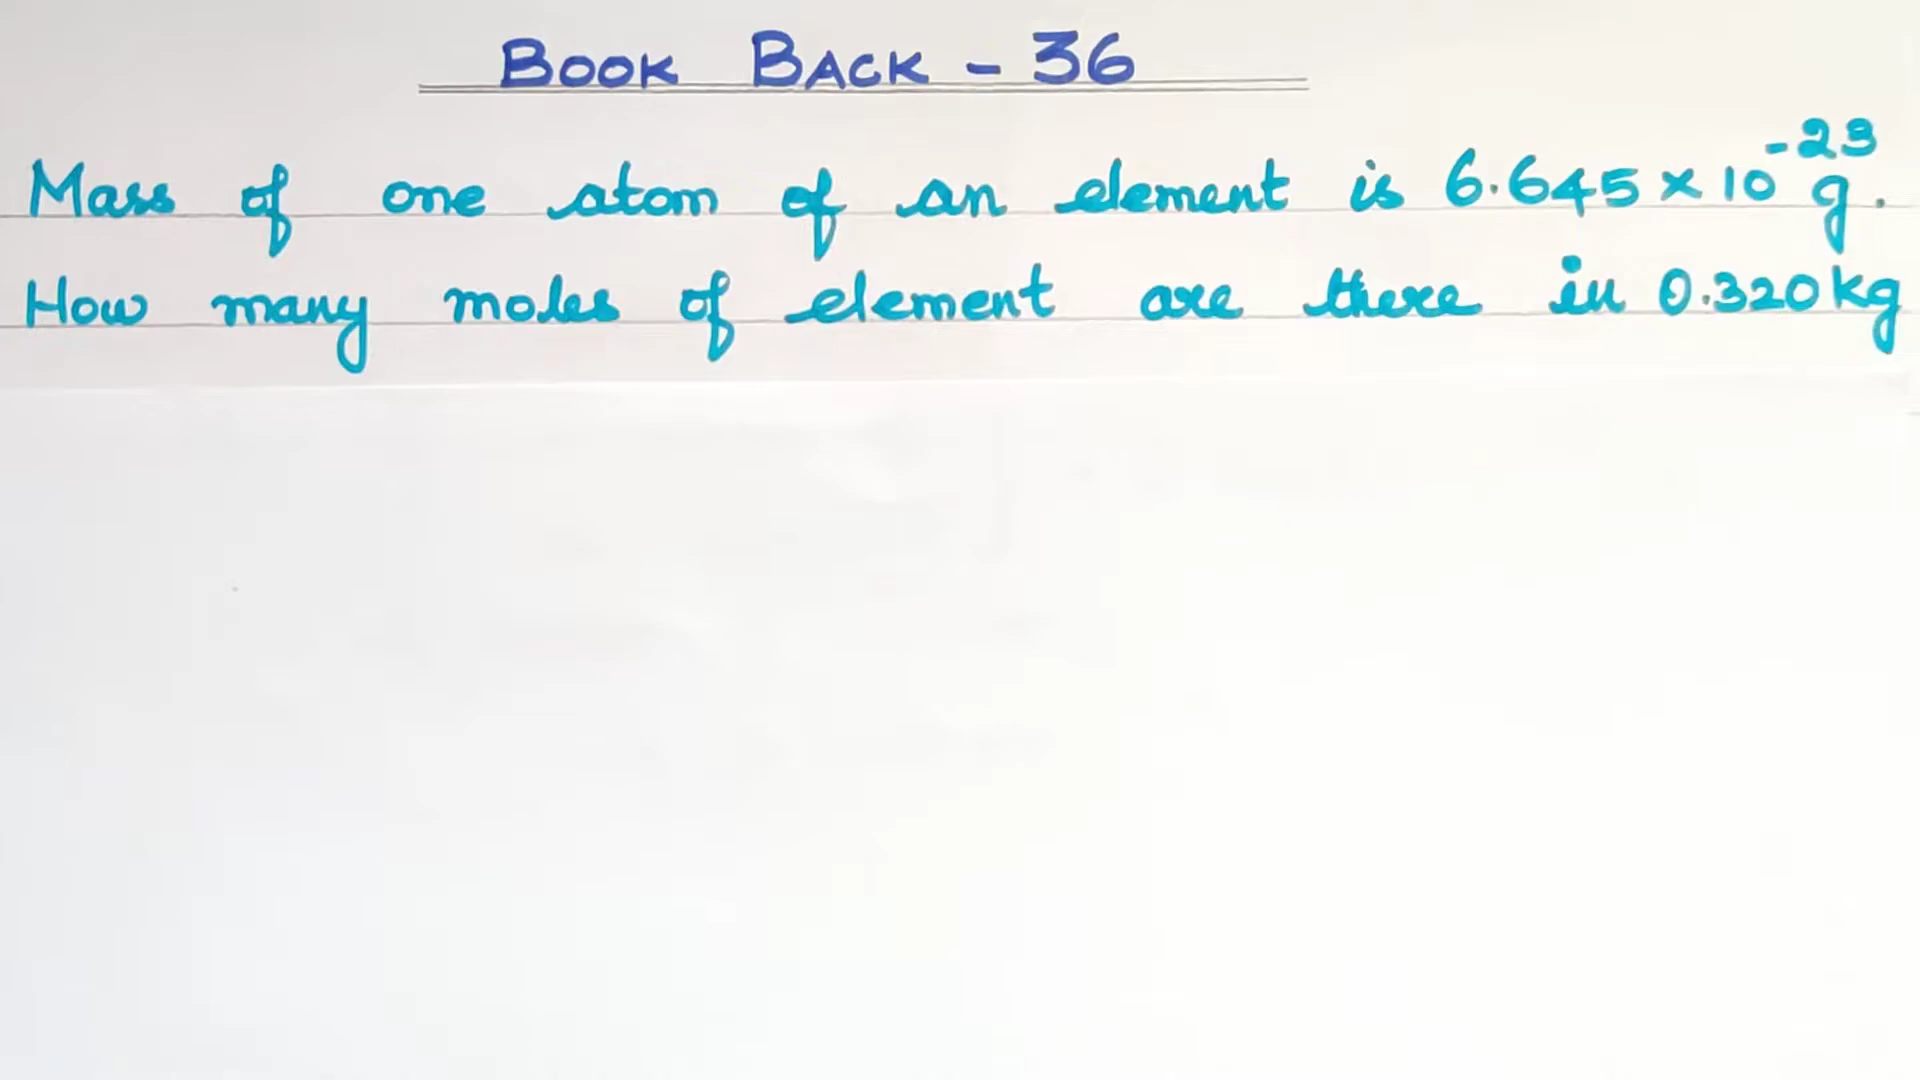 BOOK BACK - 36
Mass of one atom of an element is 6.645 x 10⁻²³ g.
How many moles of element are there in 0.320 kg